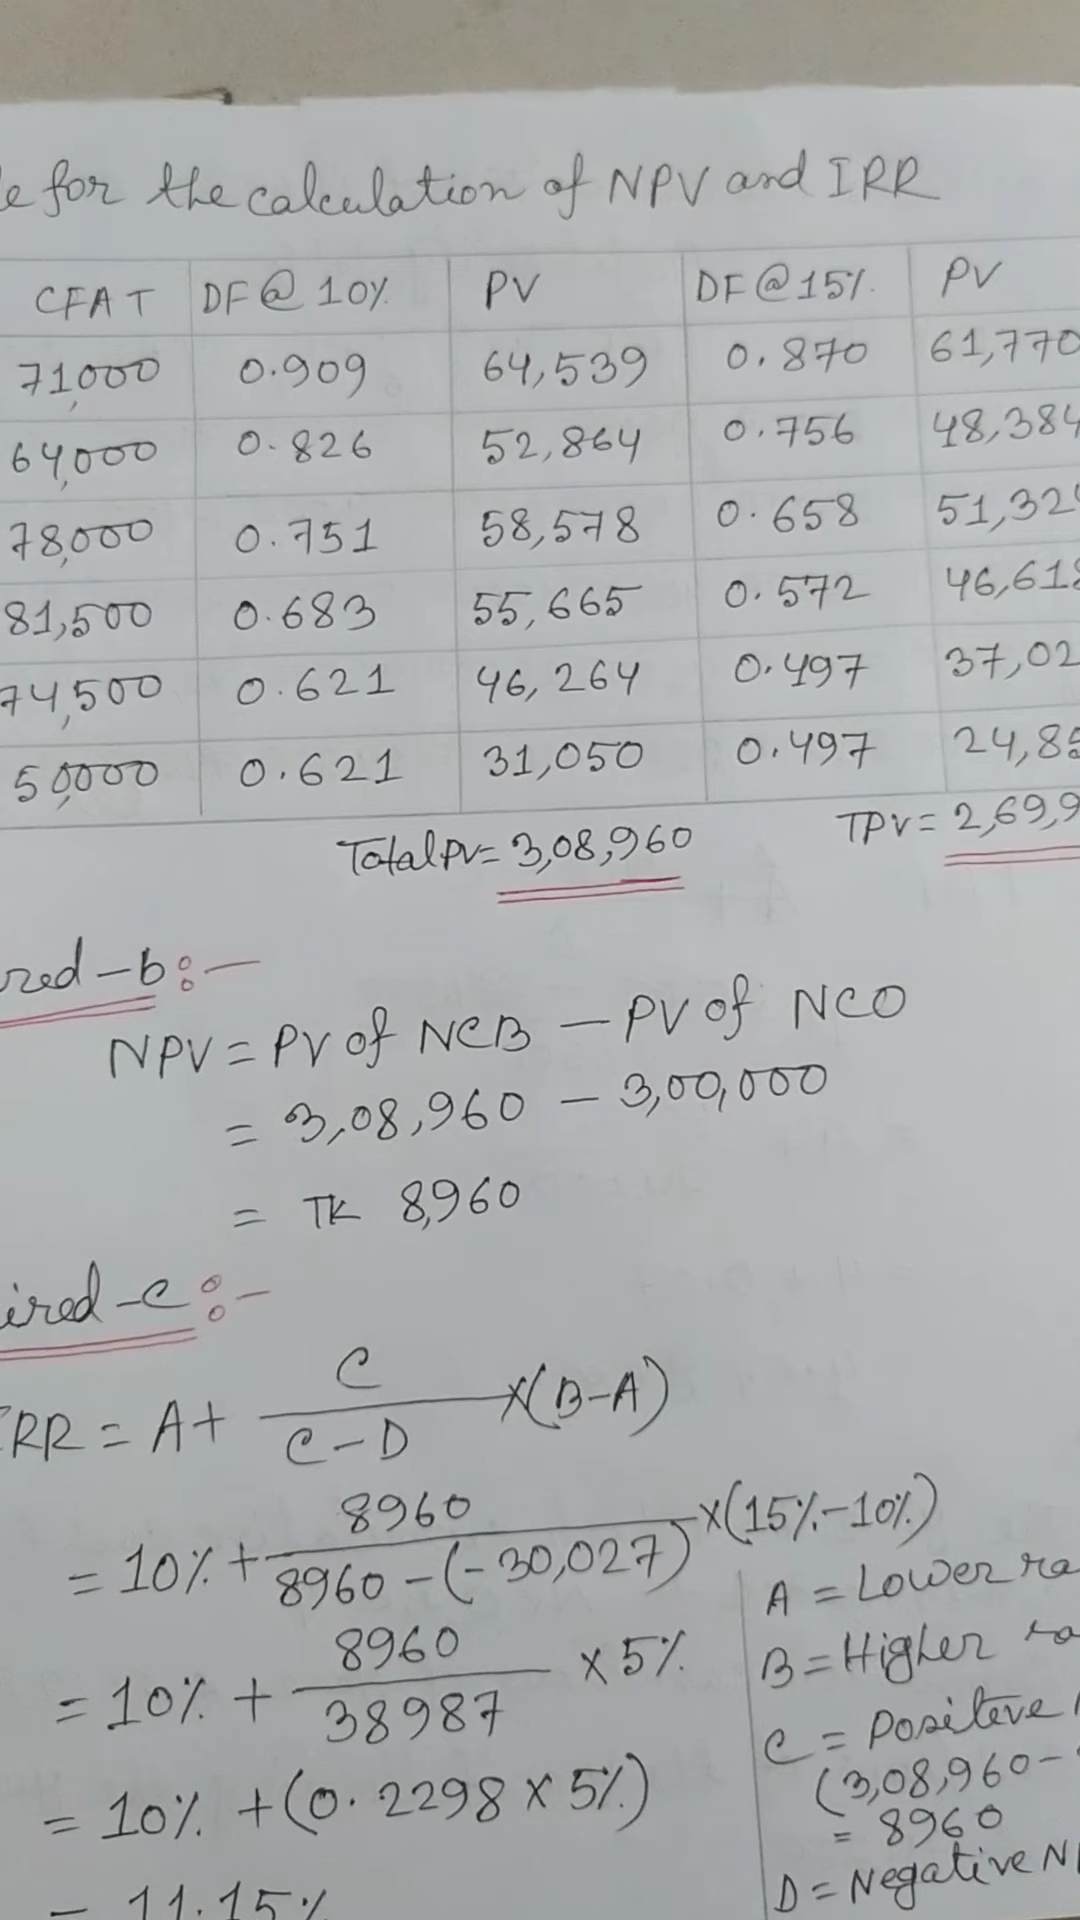 for the calculation of NPV and IRR
CFAT DF@ 10% PV DF@15% PV
71,000 0.909 64,539 0.870 61,770
64,000 0.826 52,864 0.756 48,384
78,000 0.751 58,578 0.658 51,324
81,500 0.683 55,665 0.572 46,618
74,500 0.621 46,264 0.497 37,02
50,000 0.621 31,050 0.497 24,85
Total PV = 3,08,960 TPV = 2,69,9
red - b :-
NPV = PV of NCB - PV of NCO
= 3,08,960 - 3,00,000
= TK 8,960
ired - c :-
IRR = A + C / C - D × (B-A)
= 10% + 8960 / 8960 - (-30,027) × (15% - 10%)
= 10% + 8960 / 38987 × 5%
= 10% + (0.2298 × 5%)
= 11.15%
A = Lower ra
B = Higher ra
C = Positive
(3,08,960-
= 8960
D = Negative N